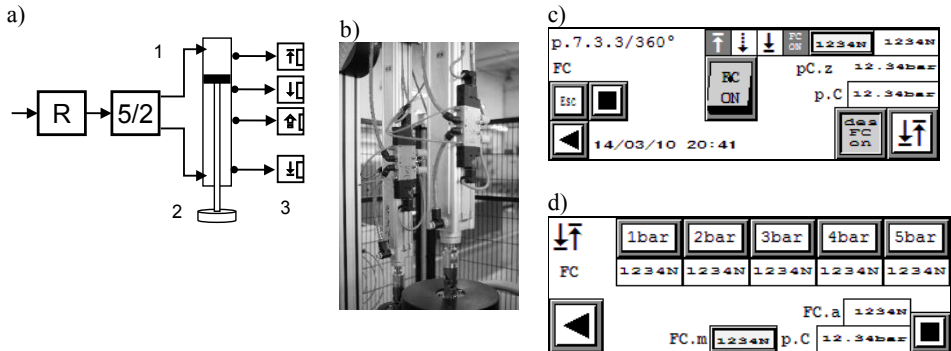 a)
1
R
5/2
2
3
b)
c)
p.7.3.3/360°
FC ON
1234N
1234N
FC
FC ON
pC.z 12.34bar
Esc
p.C 12.34bar
14/03/10 20:41
des FC on
d)
1bar 2bar 3bar 4bar 5bar
FC 1234N 1234N 1234N 1234N 1234N
FC.a 1234N
FC.m 1234N p.C 12.34bar